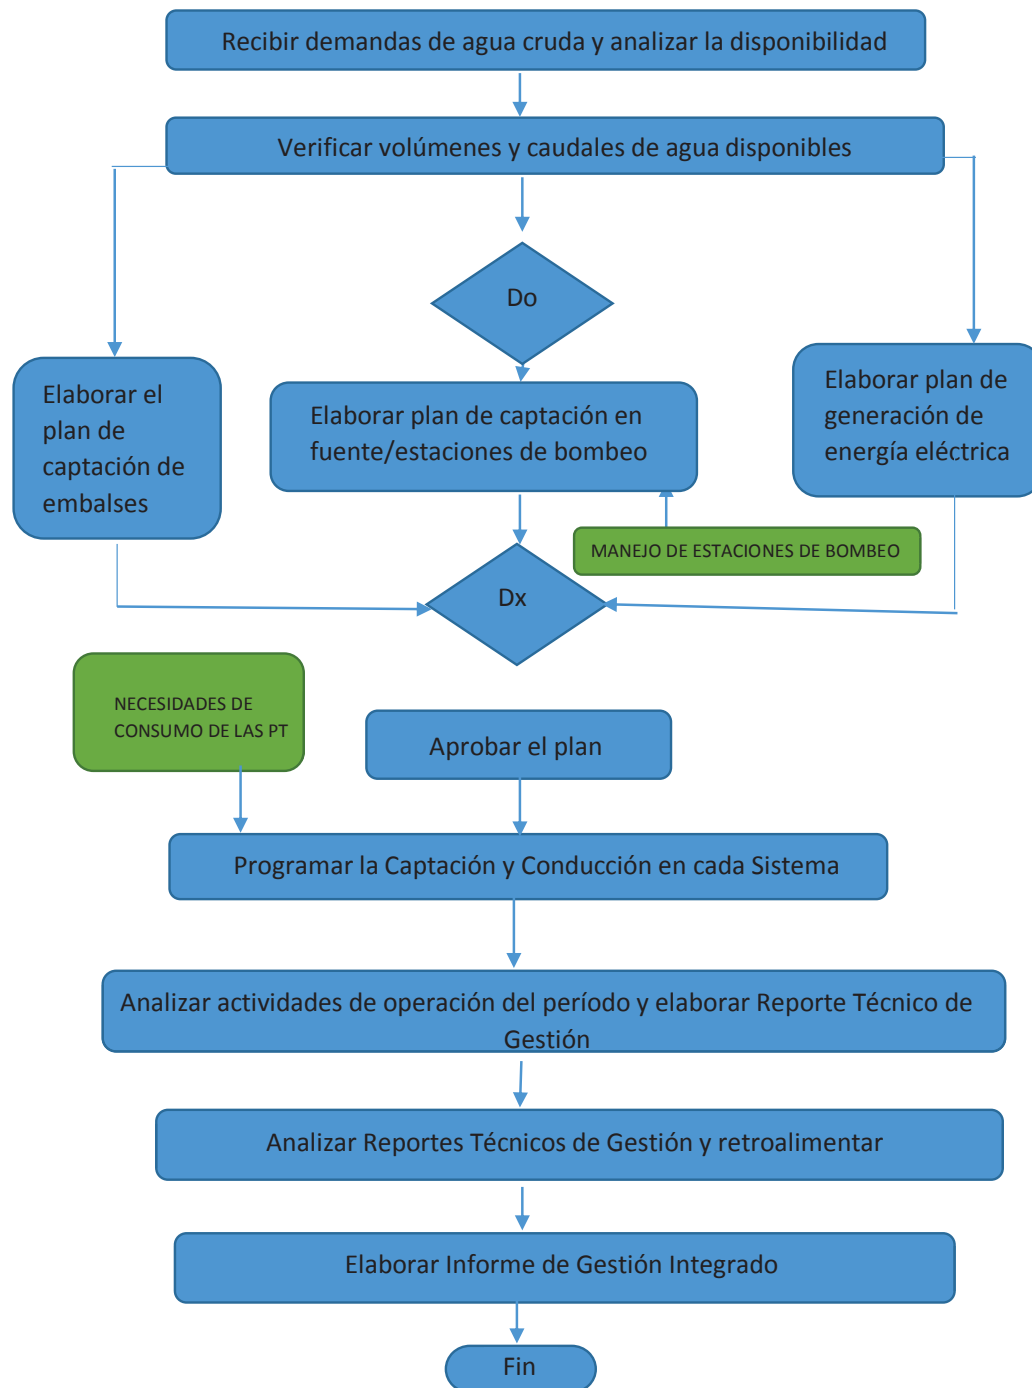 Recibir demandas de agua cruda y analizar la disponibilidad
Verificar volúmenes y caudales de agua disponibles
Do
Elaborar el
plan de
captación de
embalses
Elaborar plan de captación en
fuente/estaciones de bombeo
Elaborar plan de
generación de
energía eléctrica
MANEJO DE ESTACIONES DE BOMBEO
Dx
NECESIDADES DE
CONSUMO DE LAS PT
Aprobar el plan
Programar la Captación y Conducción en cada Sistema
Analizar actividades de operación del período y elaborar Reporte Técnico de
Gestión
Analizar Reportes Técnicos de Gestión y retroalimentar
Elaborar Informe de Gestión Integrado
Fin